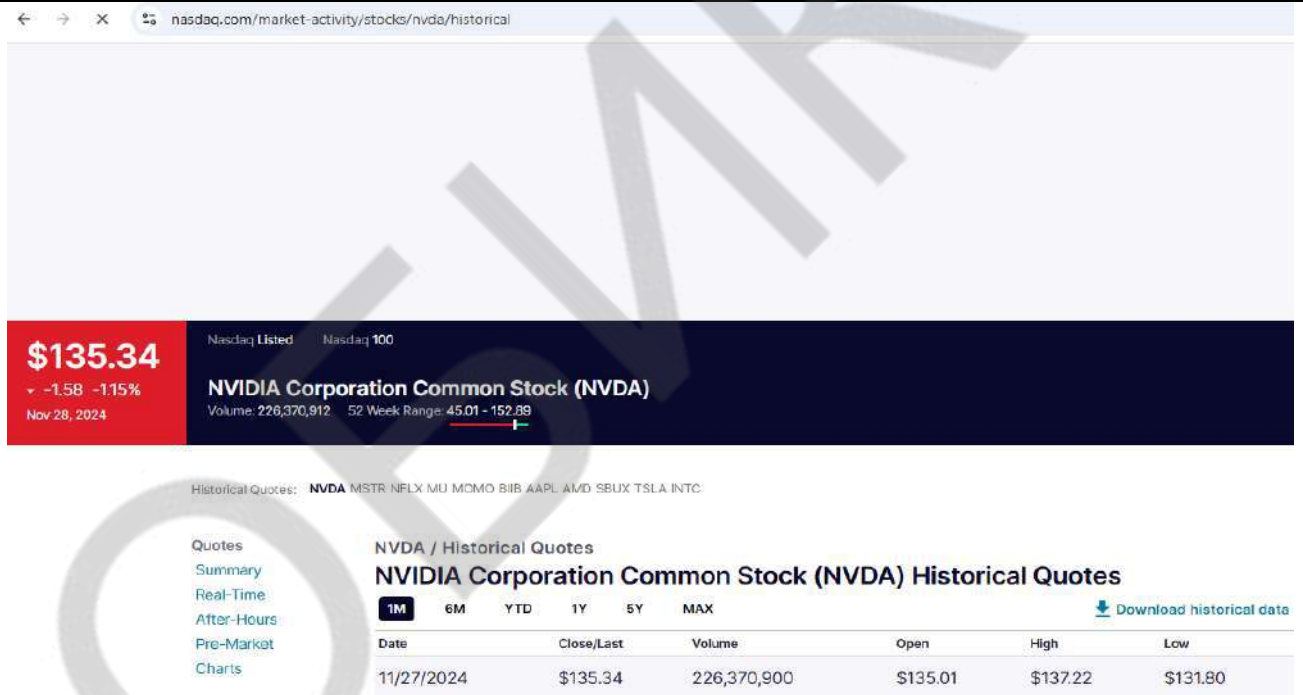 nasdaq.com/market-activity/stocks/nvda/historical
$135.34
-1.58 -1.15%
Nov 28, 2024
Nasdaq Listed Nasdaq 100
NVIDIA Corporation Common Stock (NVDA)
Volume: 226,370,912 52 Week Range: 45.01 - 152.89
Historical Quotes: NVDA MSTR NFLX MU MOMO BIIB AAPL AMD SBUX TSLA INTC
Quotes
Summary
Real-Time
After-Hours
Pre-Market
Charts
NVDA / Historical Quotes
NVIDIA Corporation Common Stock (NVDA) Historical Quotes
1M 6M YTD 1Y 5Y MAX Download historical data
Date Close/Last Volume Open High Low
11/27/2024 $135.34 226,370,900 $135.01 $137.22 $131.80